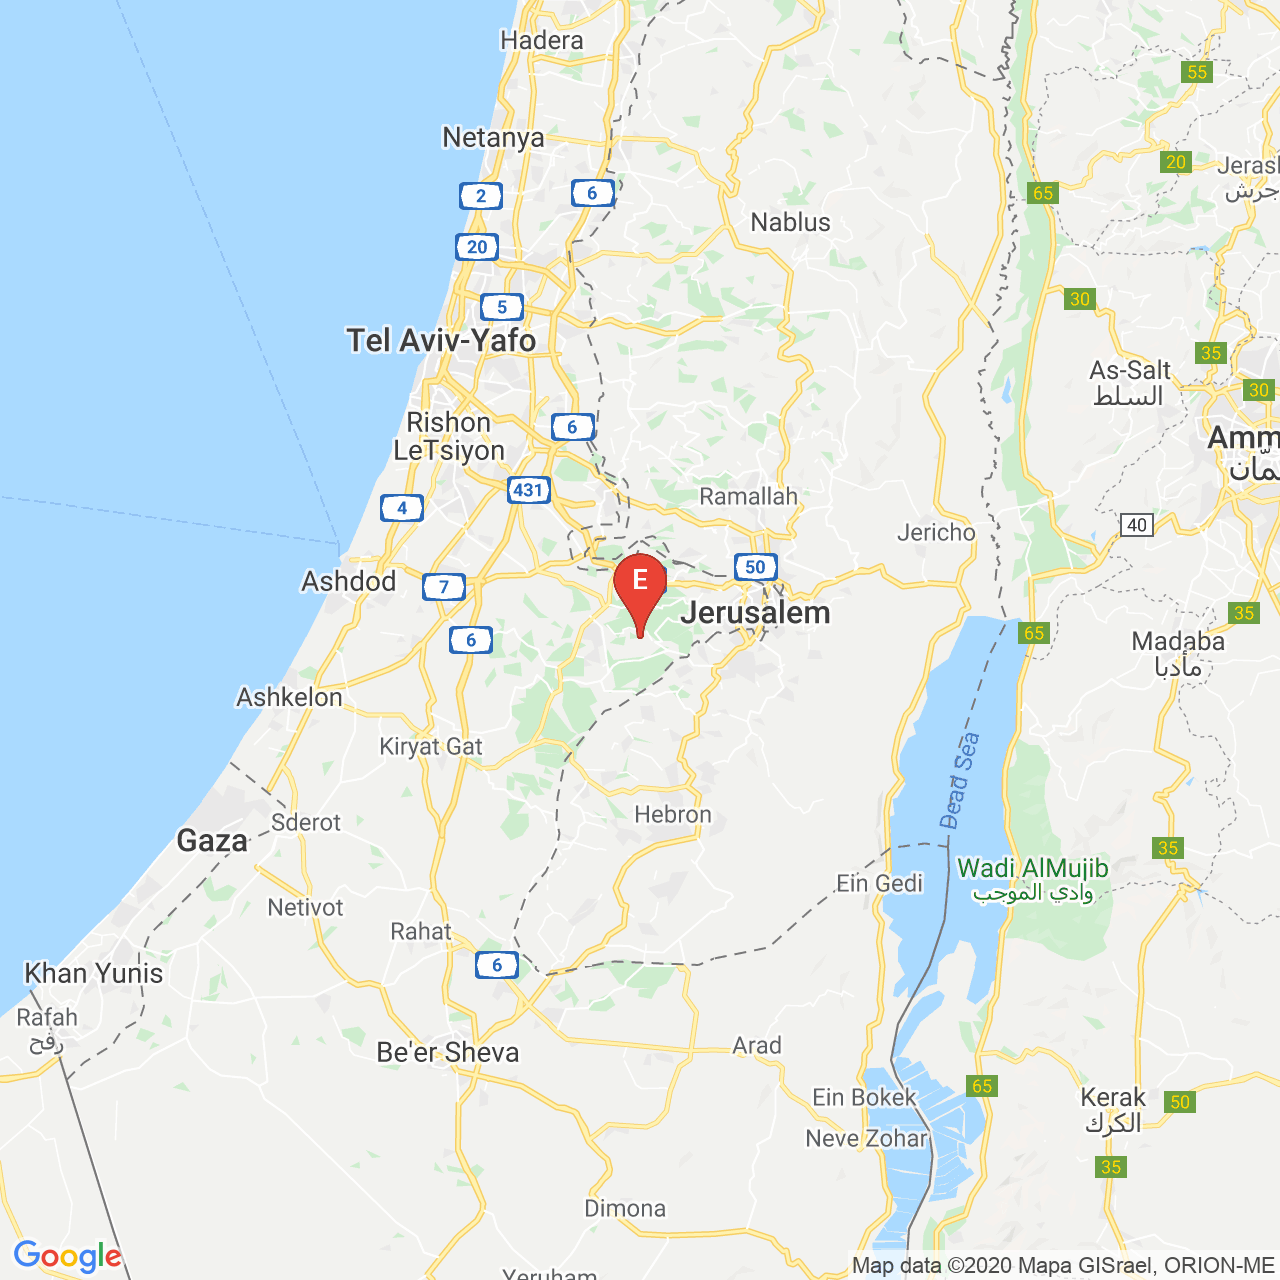 Hadera
55
Netanya
20
Jerash
جرش
65
2
6
Nablus
20
30
5
Tel Aviv-Yafo
35
As-Salt
السلط
30
Rishon
LeTsiyon
6
Amm
عمّان
431
Ramallah
4
40
Jericho
50
E
Ashdod
7
Jerusalem
35
65
6
Madaba
مأدبا
Ashkelon
Kiryat Gat
Dead Sea
Hebron
Sderot
Gaza
35
Wadi AlMujib
وادي الموجب
Ein Gedi
Netivot
Rahat
6
Khan Yunis
Rafah
رفح
Be'er Sheva
Arad
65
Ein Bokek
Kerak
الكرك
50
Neve Zohar
35
Dimona
Google
Yeruham
Map data ©2020 Mapa GISrael, ORION-ME